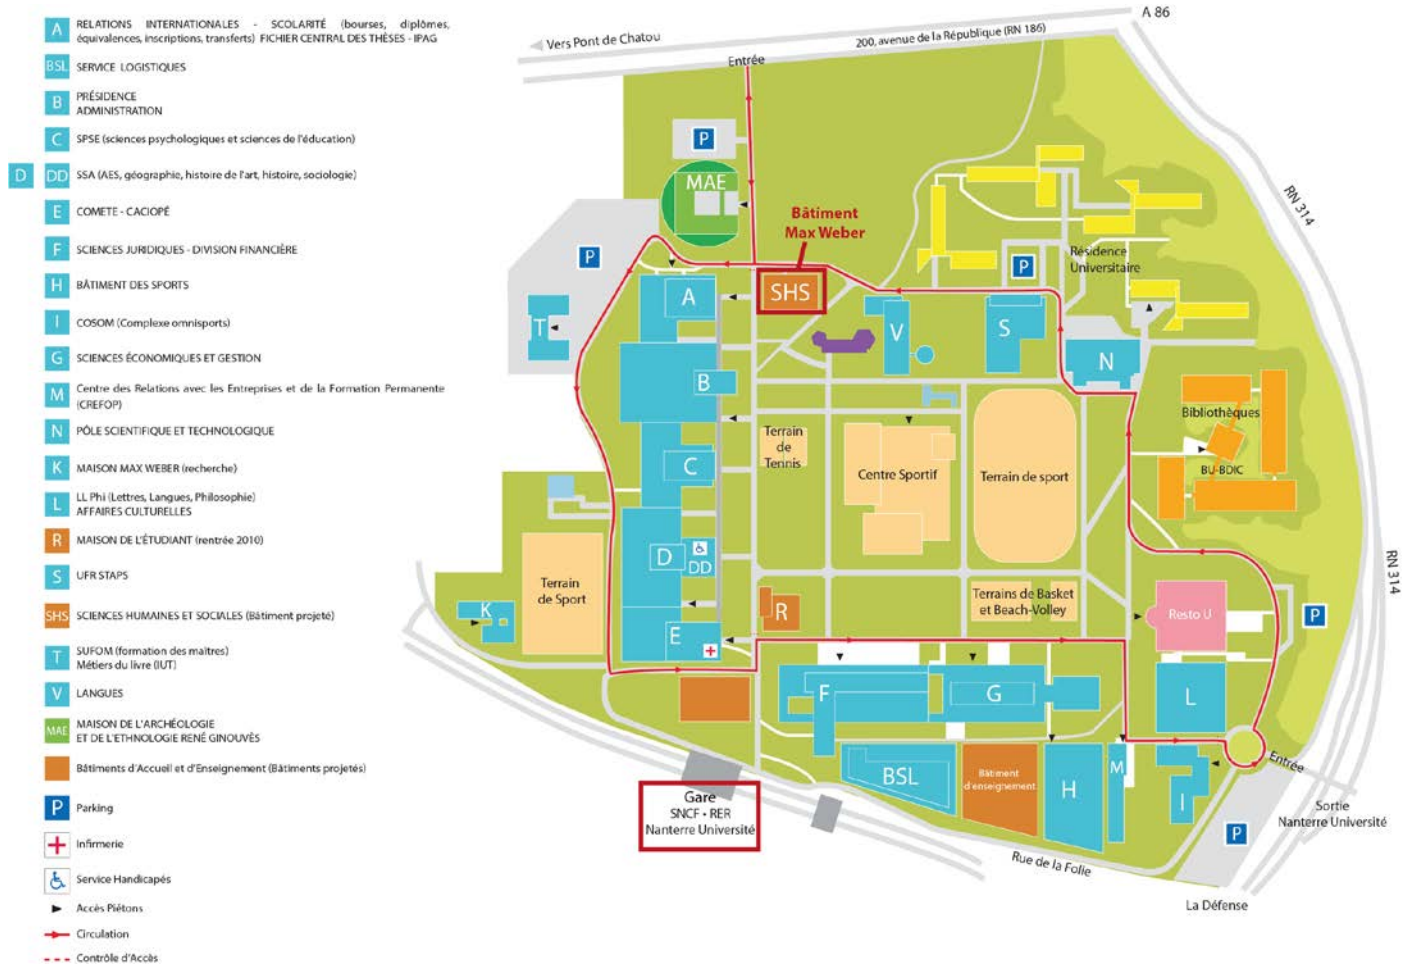 A RELATIONS INTERNATIONALES - SCOLARITÉ (bourses, diplômes,
équivalences, inscriptions, transferts) FICHIER CENTRAL DES THÈSES - IPAG
BSL SERVICE LOGISTIQUES
B PRÉSIDENCE
ADMINISTRATION
C SPSE (sciences psychologiques et sciences de l'éducation)
D DD SSA (AES, géographie, histoire de l'art, histoire, sociologie)
E COMETE - CACIOPÉ
F SCIENCES JURIDIQUES - DIVISION FINANCIÈRE
H BÂTIMENT DES SPORTS
I COSOM (Complexe omnisports)
G SCIENCES ÉCONOMIQUES ET GESTION
M Centre des Relations avec les Entreprises et de la Formation Permanente
(CREFOP)
N PÔLE SCIENTIFIQUE ET TECHNOLOGIQUE
K MAISON MAX WEBER (recherche)
L LL Phi (Lettres, Langues, Philosophie)
AFFAIRES CULTURELLES
R MAISON DE L'ÉTUDIANT (rentrée 2010)
S UFR STAPS
SHS SCIENCES HUMAINES ET SOCIALES (Bâtiment projeté)
T SUFOM (formation des maîtres)
Métiers du livre (IUT)
V LANGUES
MAE MAISON DE L'ARCHÉOLOGIE
ET DE L'ETHNOLOGIE RENÉ GINOUVÈS
Bâtiments d'Accueil et d'Enseignement (Bâtiments projetés)
P Parking
Infirmerie
Service Handicapés
Accès Piétons
Circulation
Contrôle d'Accès
A 86
Vers Pont de Chatou
200, avenue de la République (RN 186)
Entrée
P
MAE
RN 314
Bâtiment
Max Weber
P
Résidence
Universitaire
P
A
SHS
T
V
S
N
B
Bibliothèques
Terrain
de
Tennis
C
Centre Sportif
Terrain de sport
BU-BDIC
D
DD
RN 314
Terrain
de Sport
K
R
Terrains de Basket
et Beach-Volley
Resto U
P
E
F
G
L
BSL
Bâtiment
d'enseignement
H
M
I
Entrée
Gare
SNCF • RER
Nanterre Université
P
Sortie
Nanterre Université
Rue de la Folie
La Défense